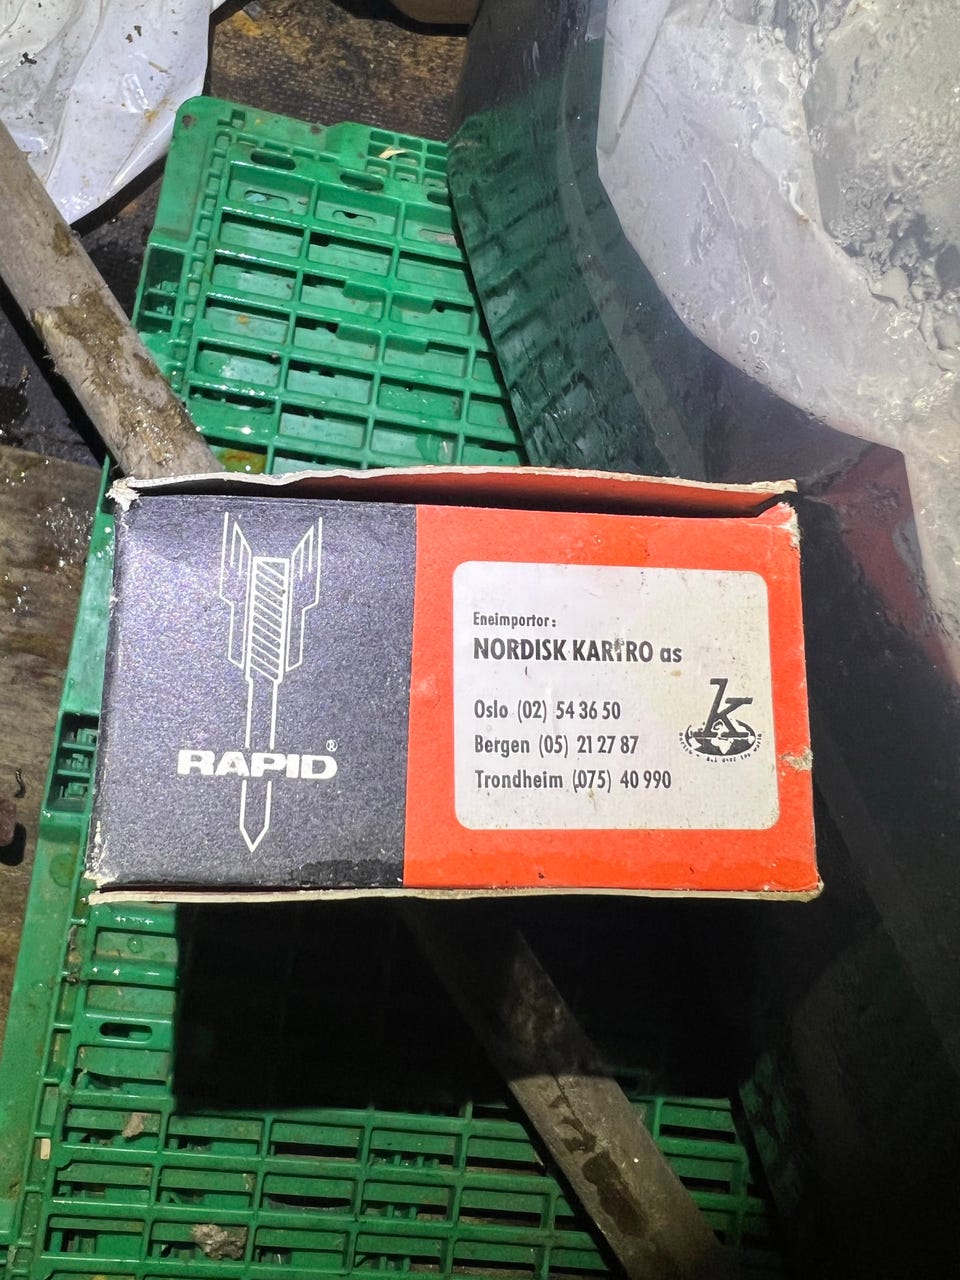 RAPID®
Eneimportor:
NORDISK KARTRO as
Oslo (02) 54 36 50
Bergen (05) 21 27 87
Trondheim (075) 40 990
k